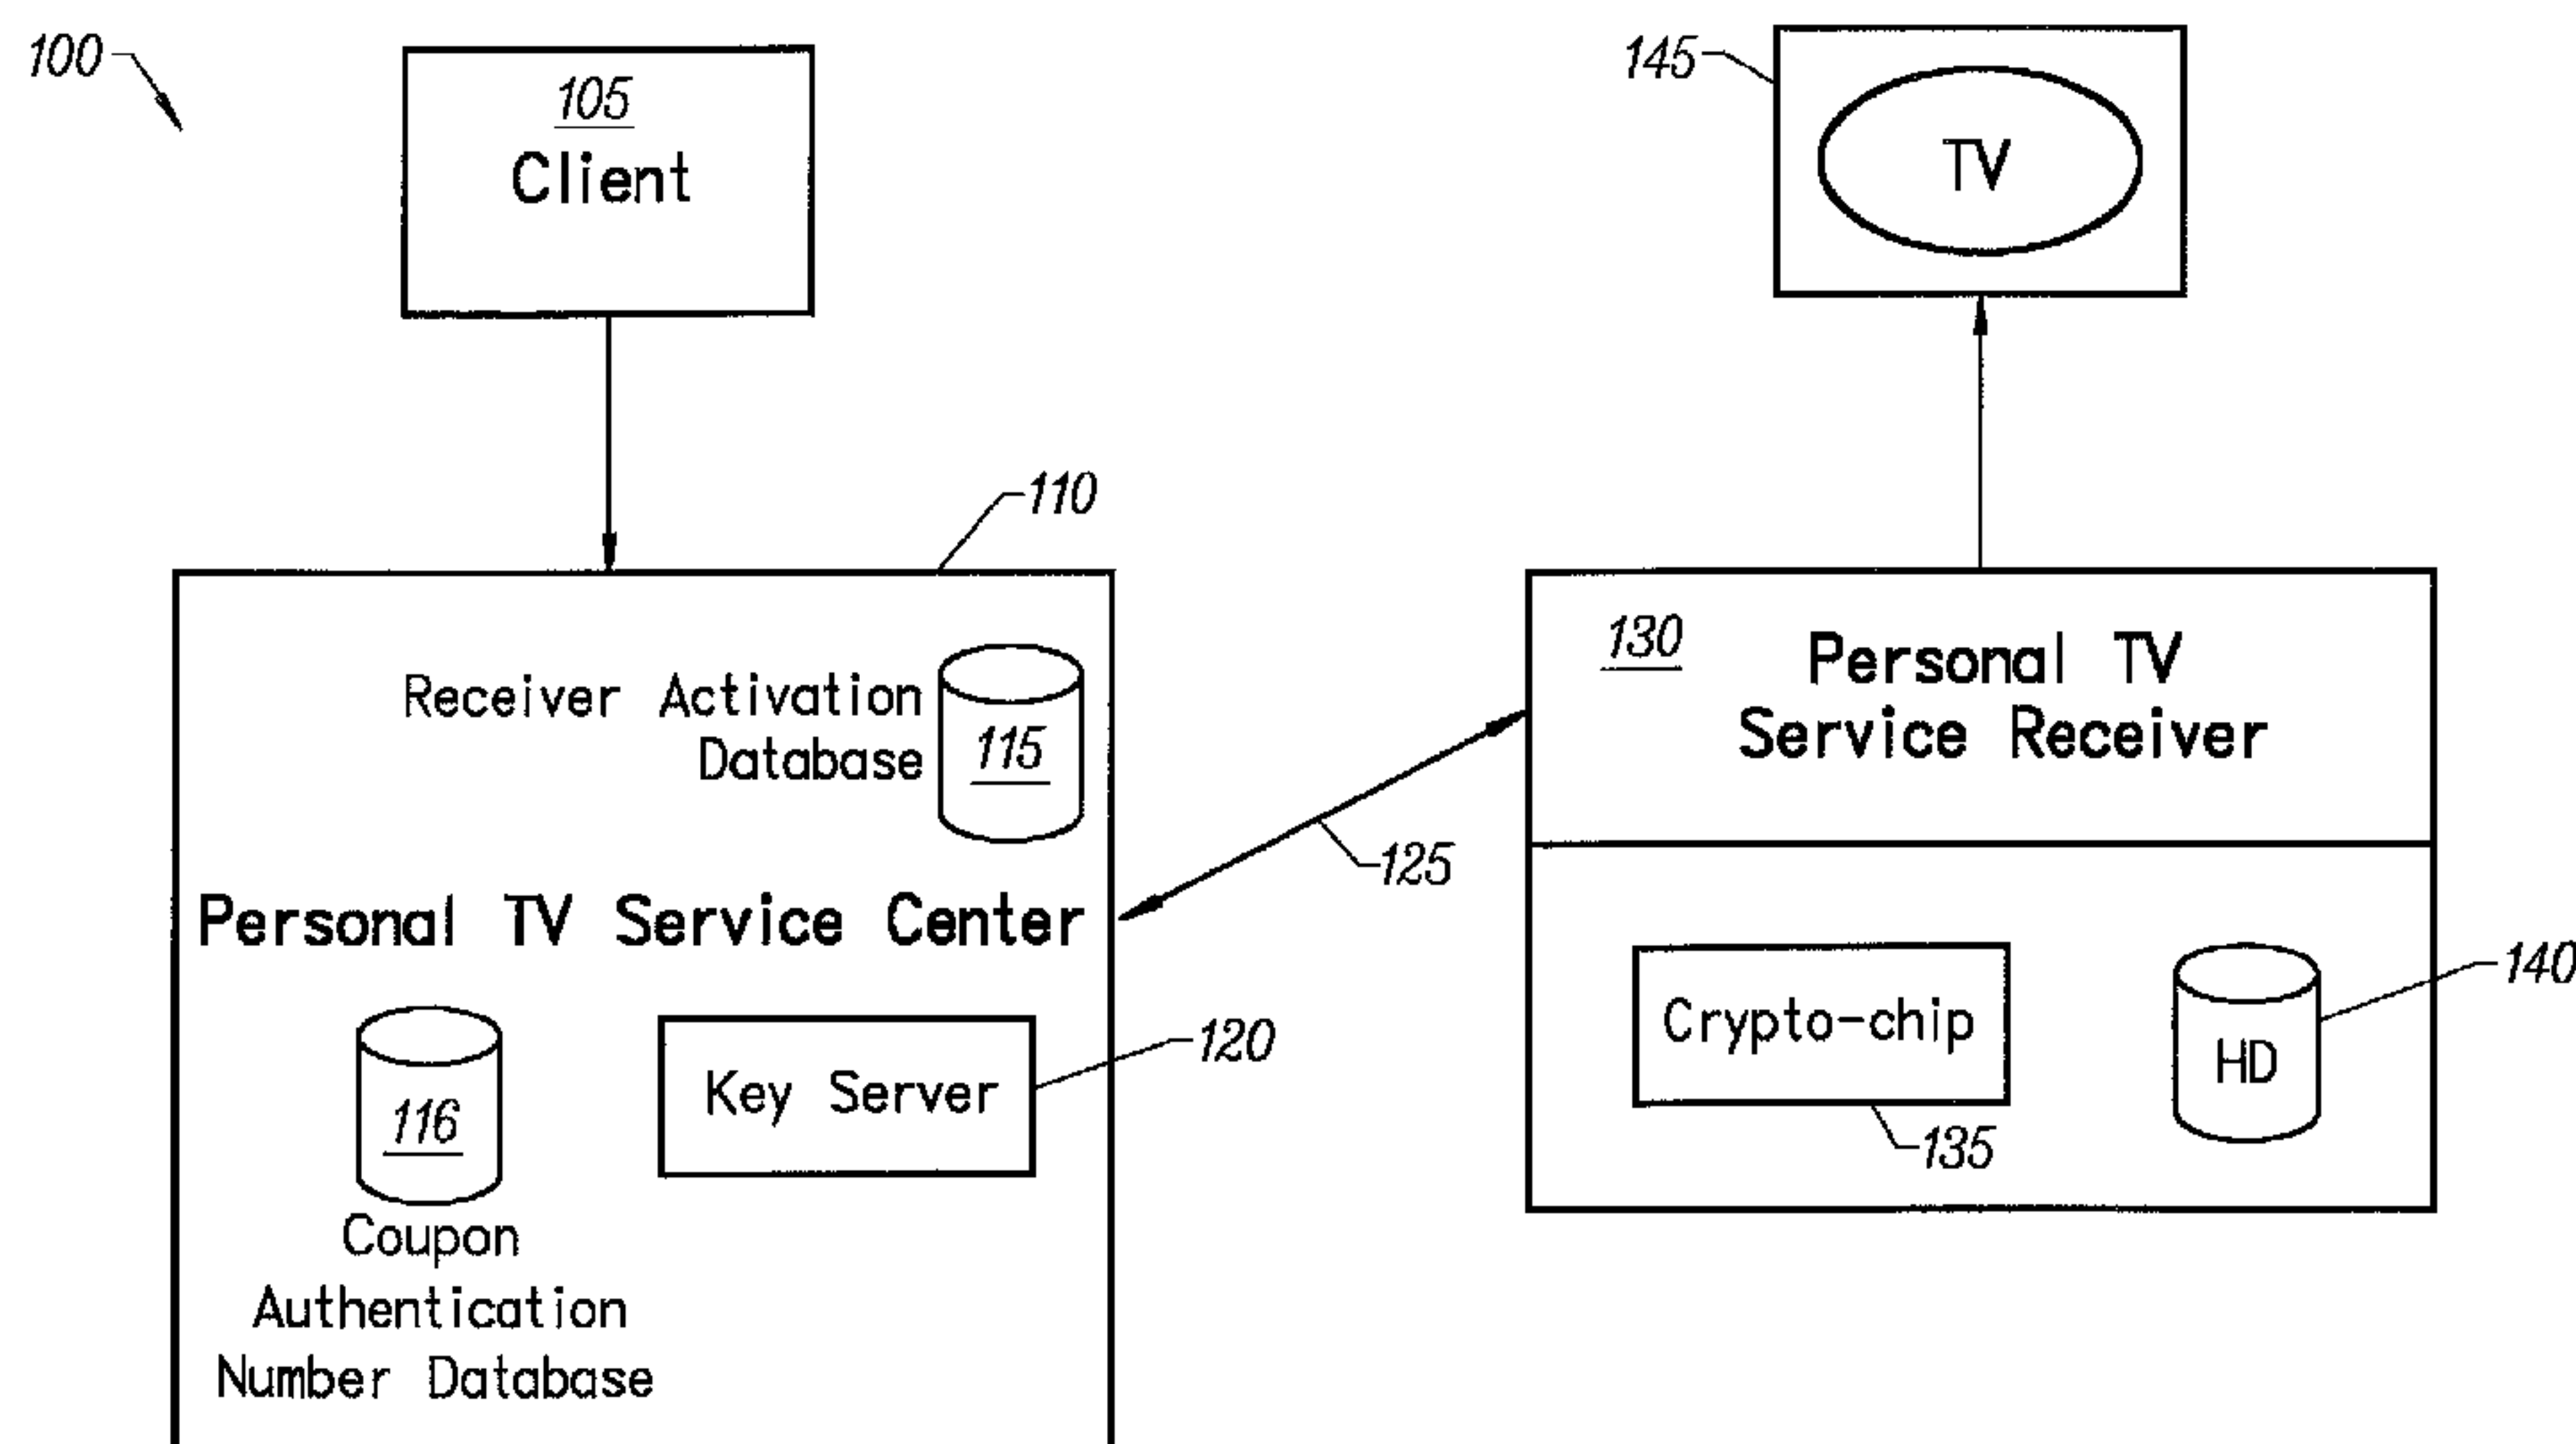 100
105
Client
145
TV
110
Receiver Activation
Database
115
Personal TV Service Center
116
Coupan
Authentication
Number Database
Key Server
120
125
130
Personal TV
Service Receiver
Crypto-chip
135
HD
140